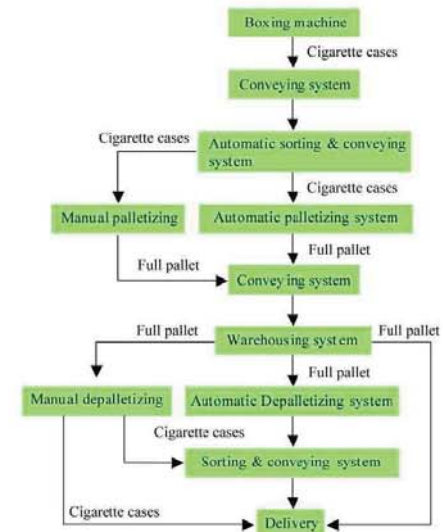 Boxing machine
Cigarette cases
Conveying system
Cigarette cases
Automatic sorting & conveying
system
Cigarette cases
Manual palletizing
Automatic palletizing system
Full pallet
Full pallet
Conveying system
Full pallet
Warehousing system
Full pallet
Full pallet
Manual depalletizing
Automatic Depalletizing system
Cigarette cases
Sorting & conveying system
Cigarette cases
Delivery